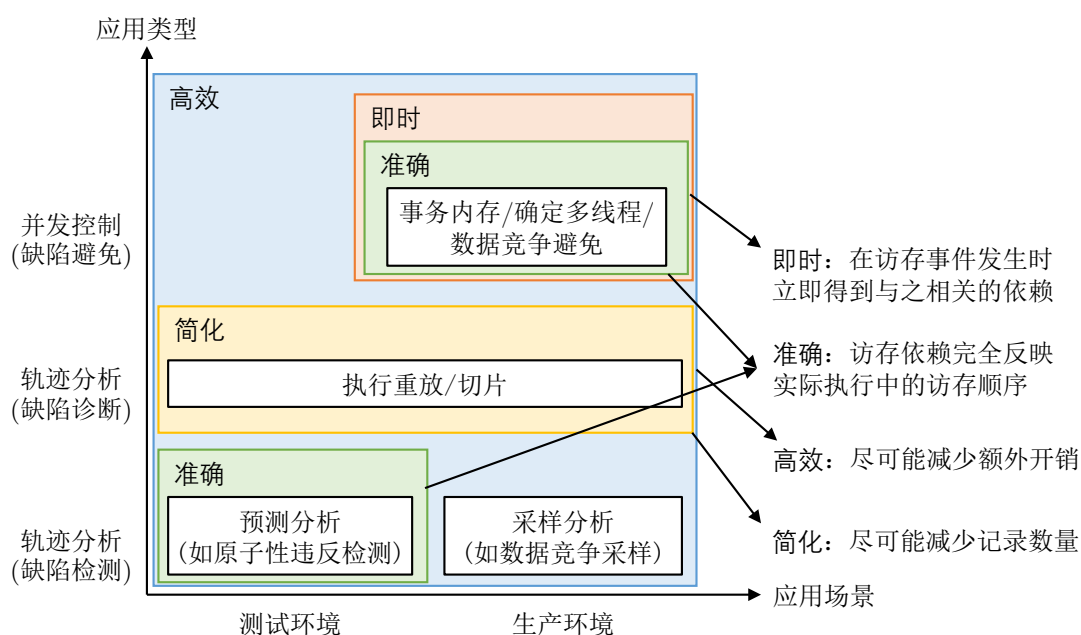 应用类型
高效
即时
准确
事务内存/确定多线程/
数据竞争避免
并发控制
(缺陷避免)
即时：在访存事件发生时
立即得到与之相关的依赖
简化
执行重放/切片
轨迹分析
(缺陷诊断)
准确：访存依赖完全反映
实际执行中的访存顺序
高效：尽可能减少额外开销
准确
预测分析
(如原子性违反检测)
采样分析
(如数据竞争采样)
轨迹分析
(缺陷检测)
简化：尽可能减少记录数量
应用场景
测试环境
生产环境